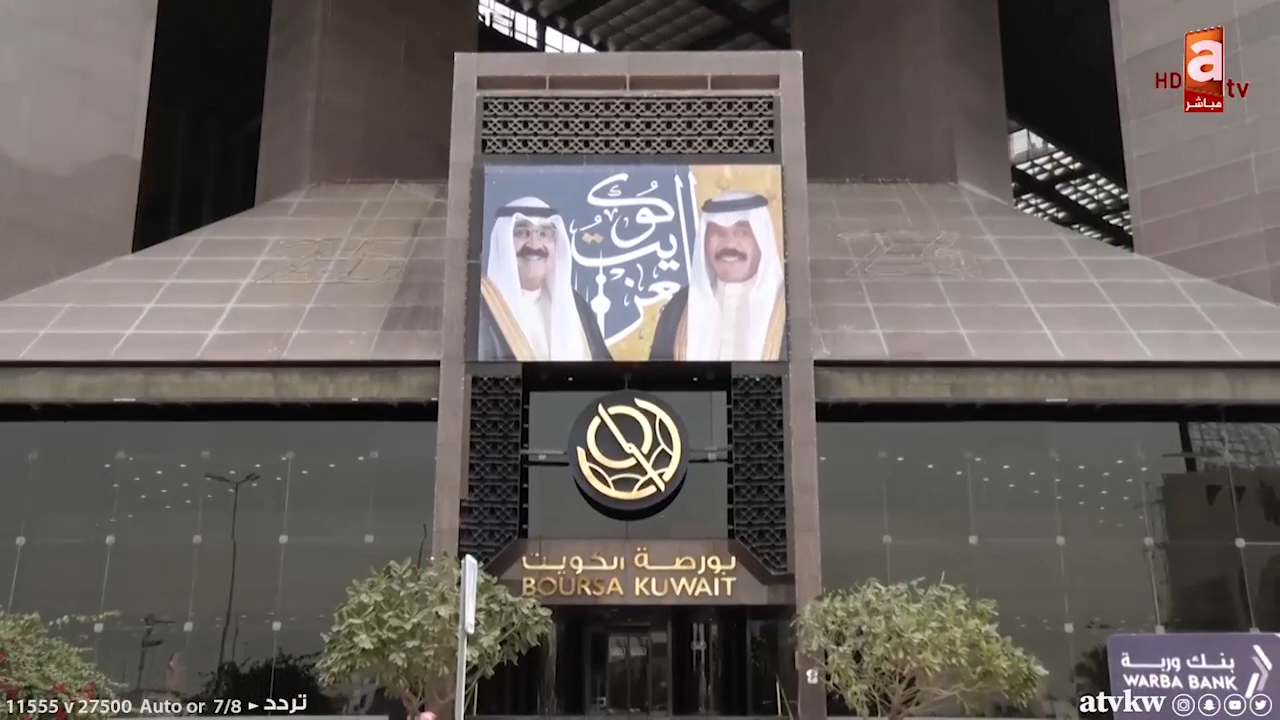 HD a tv
مباشر
الكويت
بورصة الكويت
BOURSA KUWAIT
بنك وربة
WARBA BANK
11555 v 27500 Auto or 7/8 ► تردد
atvkw